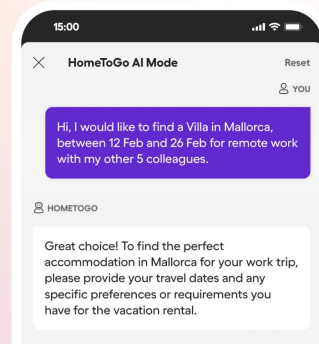 15:00
HomeToGo AI Mode
Reset
YOU
Hi, I would like to find a Villa in Mallorca,
between 12 Feb and 26 Feb for remote work
with my other 5 colleagues.
HOMETOGO
Great choice! To find the perfect
accommodation in Mallorca for your work trip,
please provide your travel dates and any
specific preferences or requirements you
have for the vacation rental.